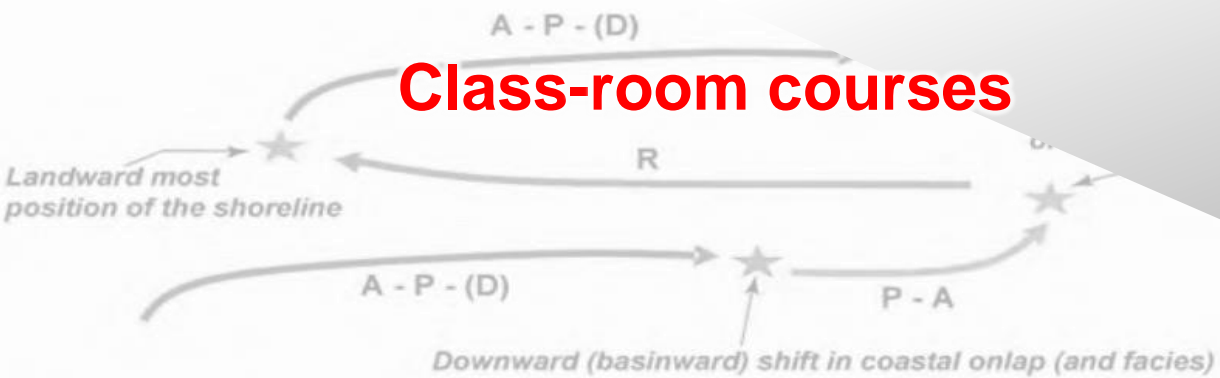 A - P - (D)
Class-room courses
R
Landward most
position of the shoreline
A - P - (D)
P - A
Downward (basinward) shift in coastal onlap (and facies)